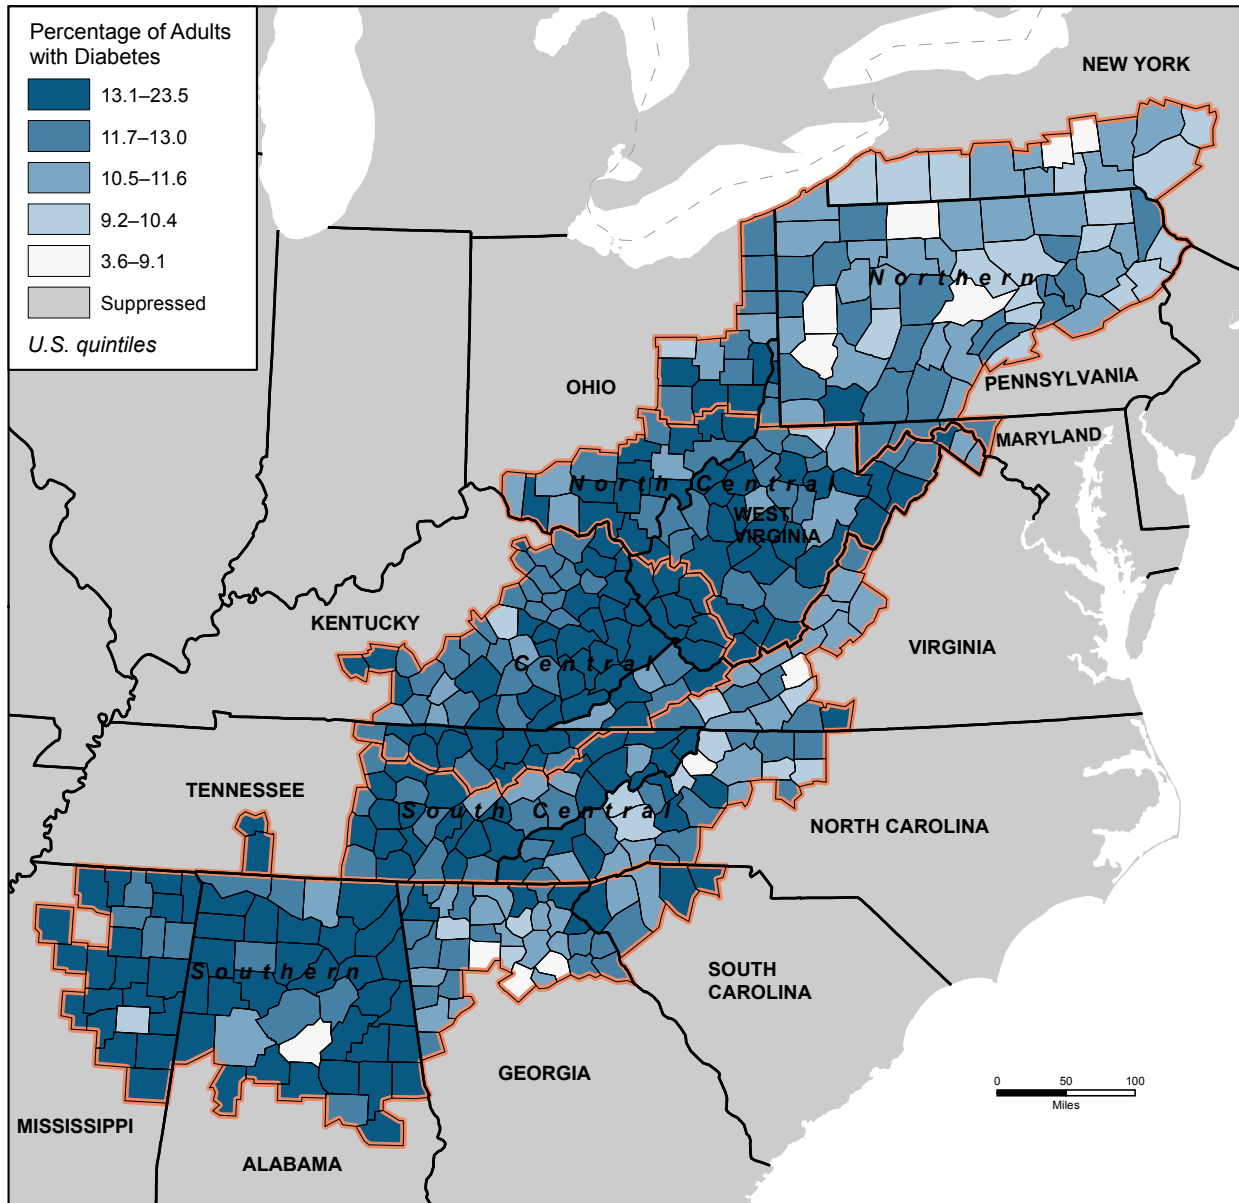 Percentage of Adults
with Diabetes
13.1–23.5
11.7–13.0
10.5–11.6
9.2–10.4
3.6–9.1
Suppressed
U.S. quintiles
NEW YORK
Northern
PENNSYLVANIA
OHIO
MARYLAND
North Central
WEST
VIRGINIA
KENTUCKY
VIRGINIA
Central
TENNESSEE
South Central
NORTH CAROLINA
Southern
SOUTH
CAROLINA
GEORGIA
0 50 100
Miles
MISSISSIPPI
ALABAMA